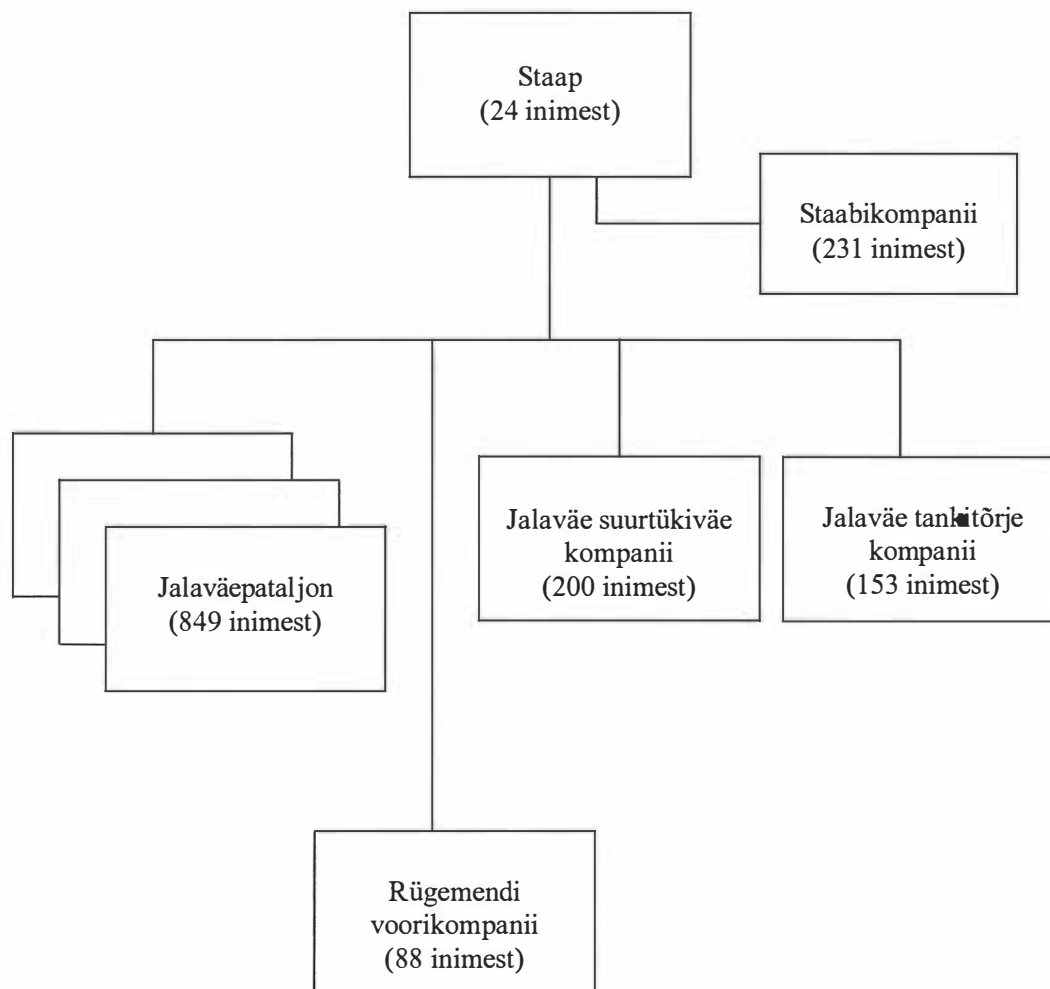 Staap
(24 inimest)
Staabikompanii
(231 inimest)
Jalaväepataljon
(849 inimest)
Jalaväe suurtükiväe
kompanii
(200 inimest)
Jalaväe tankitõrje
kompanii
(153 inimest)
Rügemendi
voorikompanii
(88 inimest)